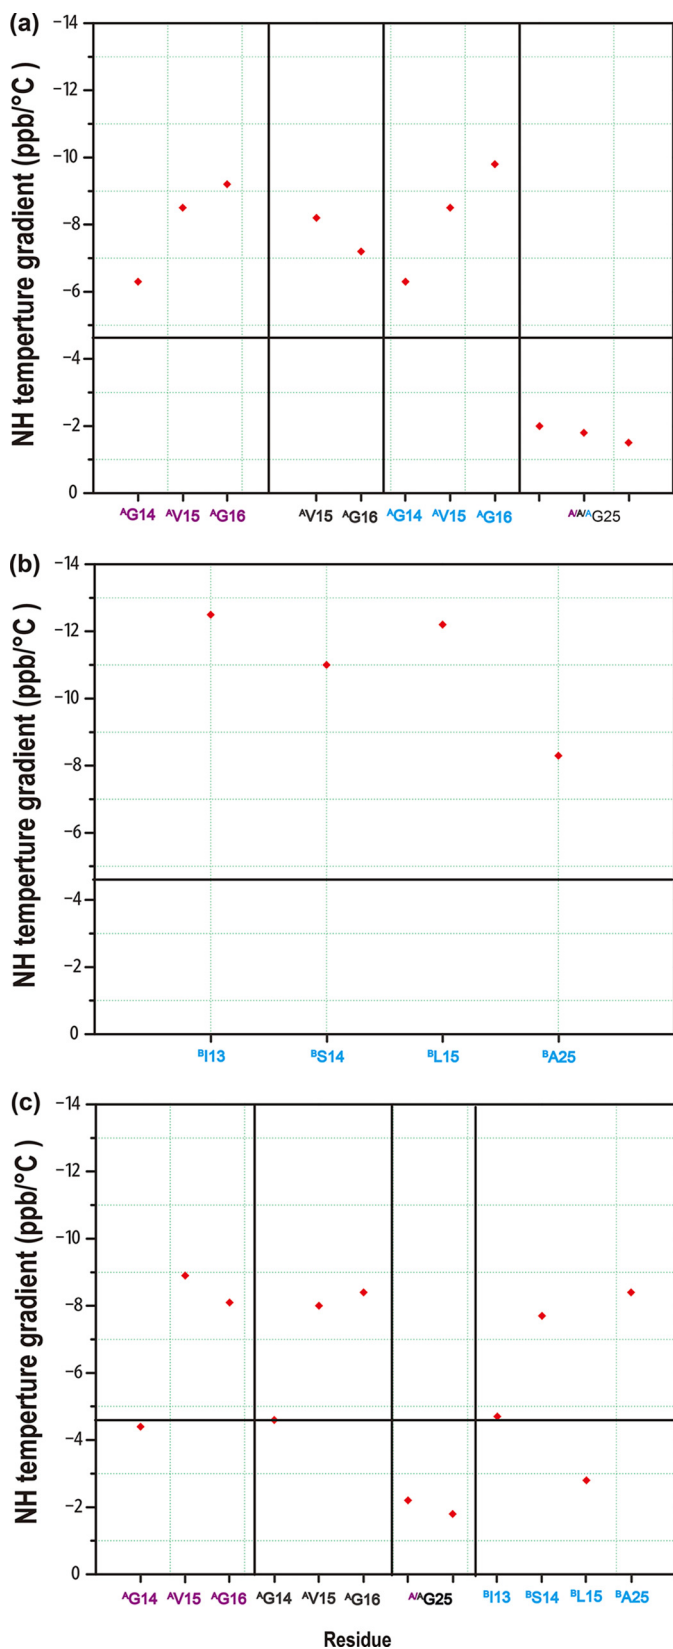 (a)
NH temperture gradient (ppb/°C )
−14
−12
−10
−8
−6
−4
−2
0
ᴬG14 ᴬV15 ᴬG16 ᴬV15 ᴬG16 ᴬG14 ᴬV15 ᴬG16 ᴬ/ᴬ/ᴬG25
(b)
NH temperture gradient (ppb/°C )
−14
−12
−10
−8
−6
−4
−2
0
ᴮI13 ᴮS14 ᴮL15 ᴮA25
(c)
NH temperture gradient (ppb/°C )
−14
−12
−10
−8
−6
−4
−2
0
ᴬG14 ᴬV15 ᴬG16 ᴬG14 ᴬV15 ᴬG16 ᴬ/ᴬG25 ᴮI13 ᴮS14 ᴮL15 ᴮA25
Residue